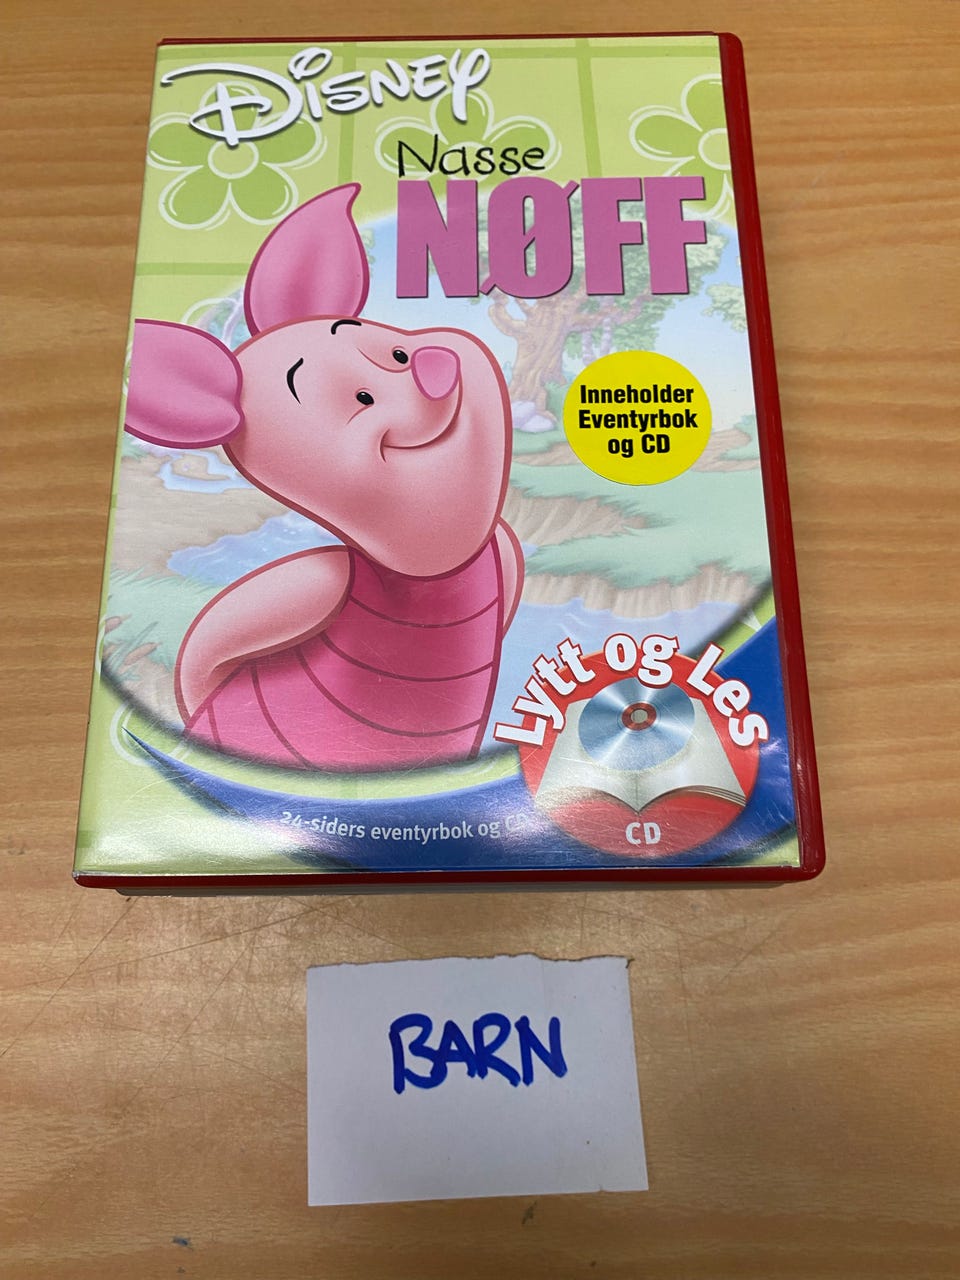 Disney
Nasse
NØFF
Inneholder
Eventyrbok
og CD
Lytt og Les
CD
24-siders eventyrbok og CD
BARN